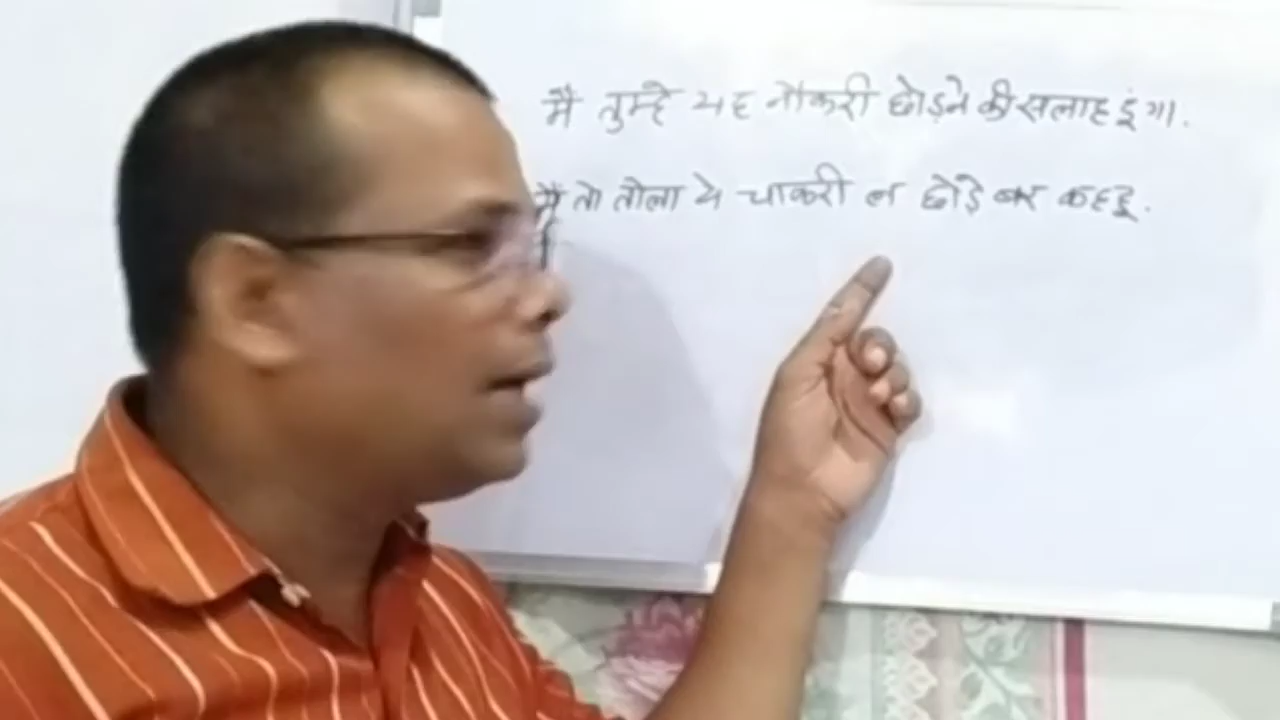 मैं तुम्हे यह नौकरी छोड़ने की सलाह दूंगा.
मैं तो तोला ये चाकरी ल छोड़े बर कहहूं.